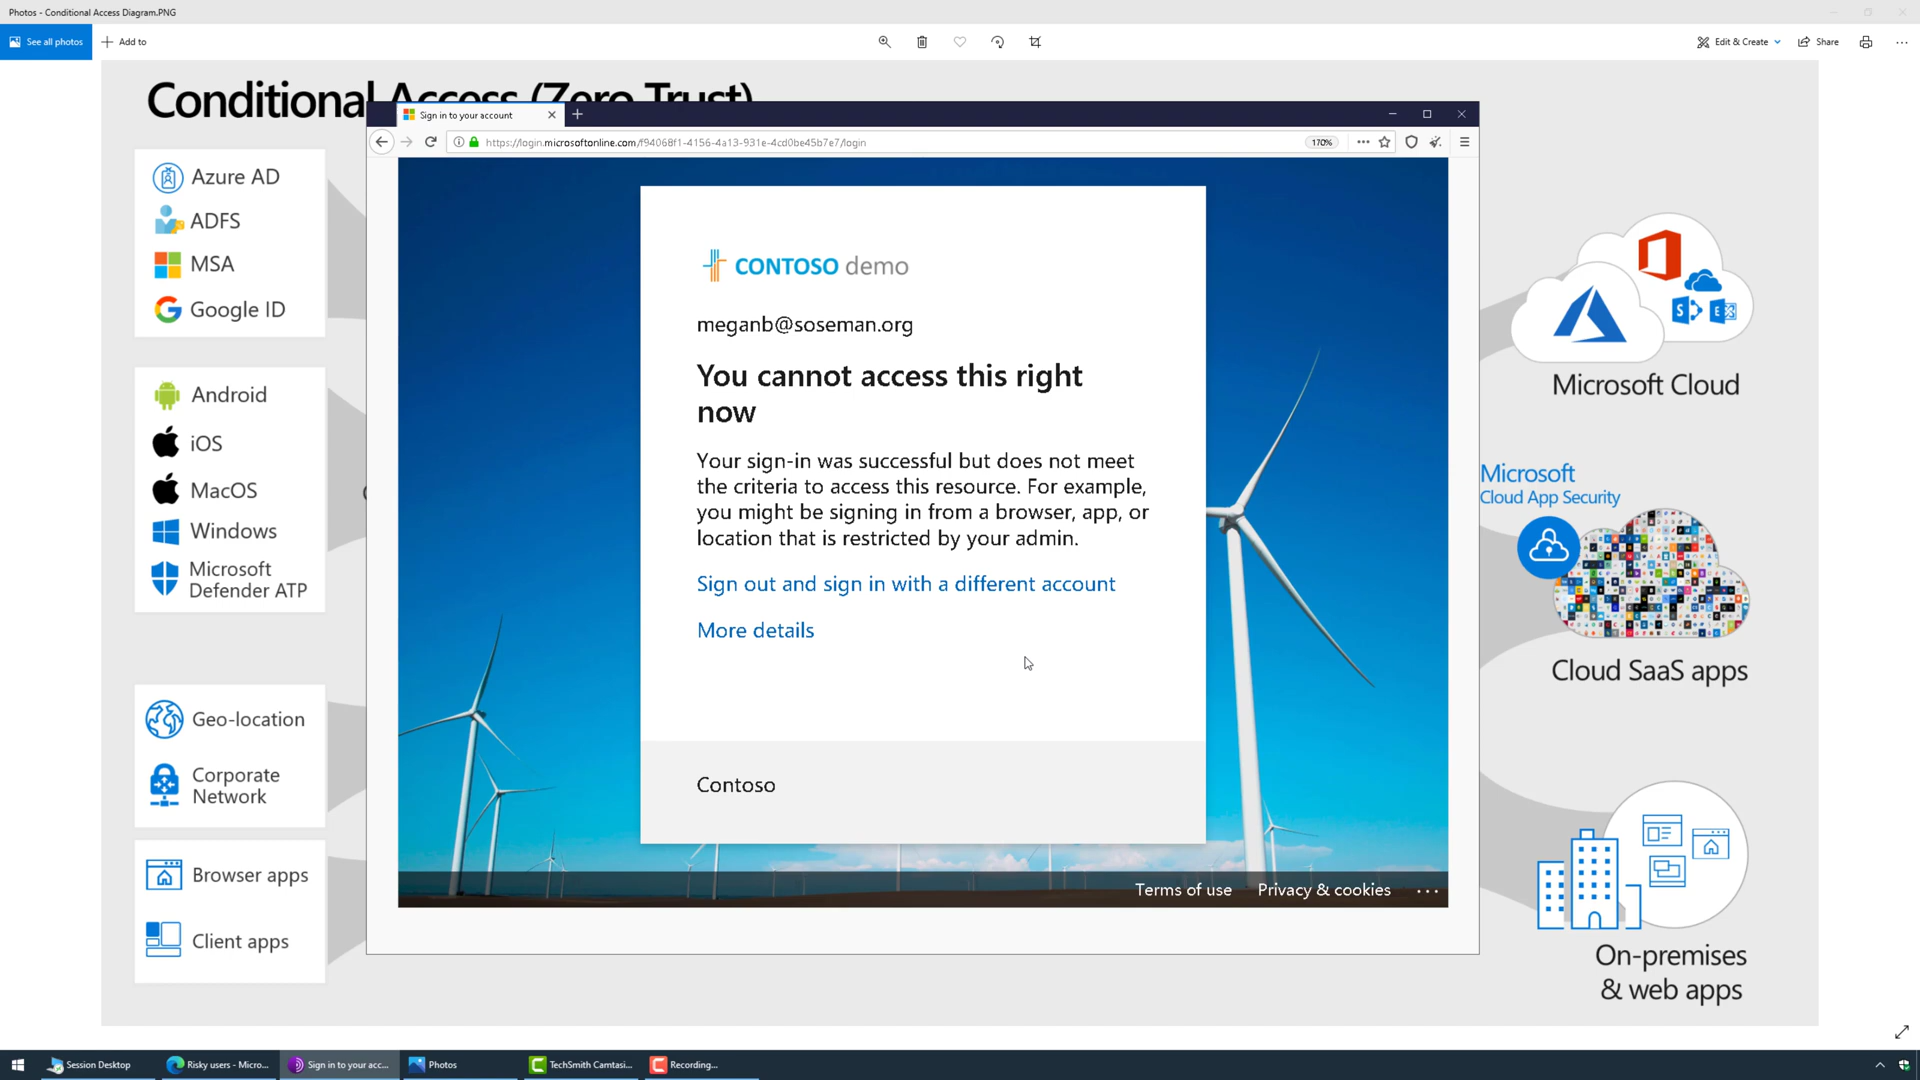 Photos - Conditional Access Diagram.PNG
See all photos
Add to
Edit & Create
Share
Conditional Access (Zero Trust)
Sign in to your account
https://login.microsoftonline.com/f94068f1-4156-4a13-931e-4cd0be45b7e7/login
170%
Azure AD
ADFS
MSA
Google ID
Android
iOS
MacOS
Windows
Microsoft
Defender ATP
Geo-location
Corporate
Network
Browser apps
Client apps
CONTOSO demo
meganb@soseman.org
You cannot access this right
now
Your sign-in was successful but does not meet
the criteria to access this resource. For example,
you might be signing in from a browser, app, or
location that is restricted by your admin.
Sign out and sign in with a different account
More details
Contoso
Terms of use
Privacy & cookies
Microsoft Cloud
Microsoft
Cloud App Security
Cloud SaaS apps
On-premises
& web apps
Session Desktop
Risky users - Micro...
Sign in to your acc...
Photos
TechSmith Camtasi...
Recording...